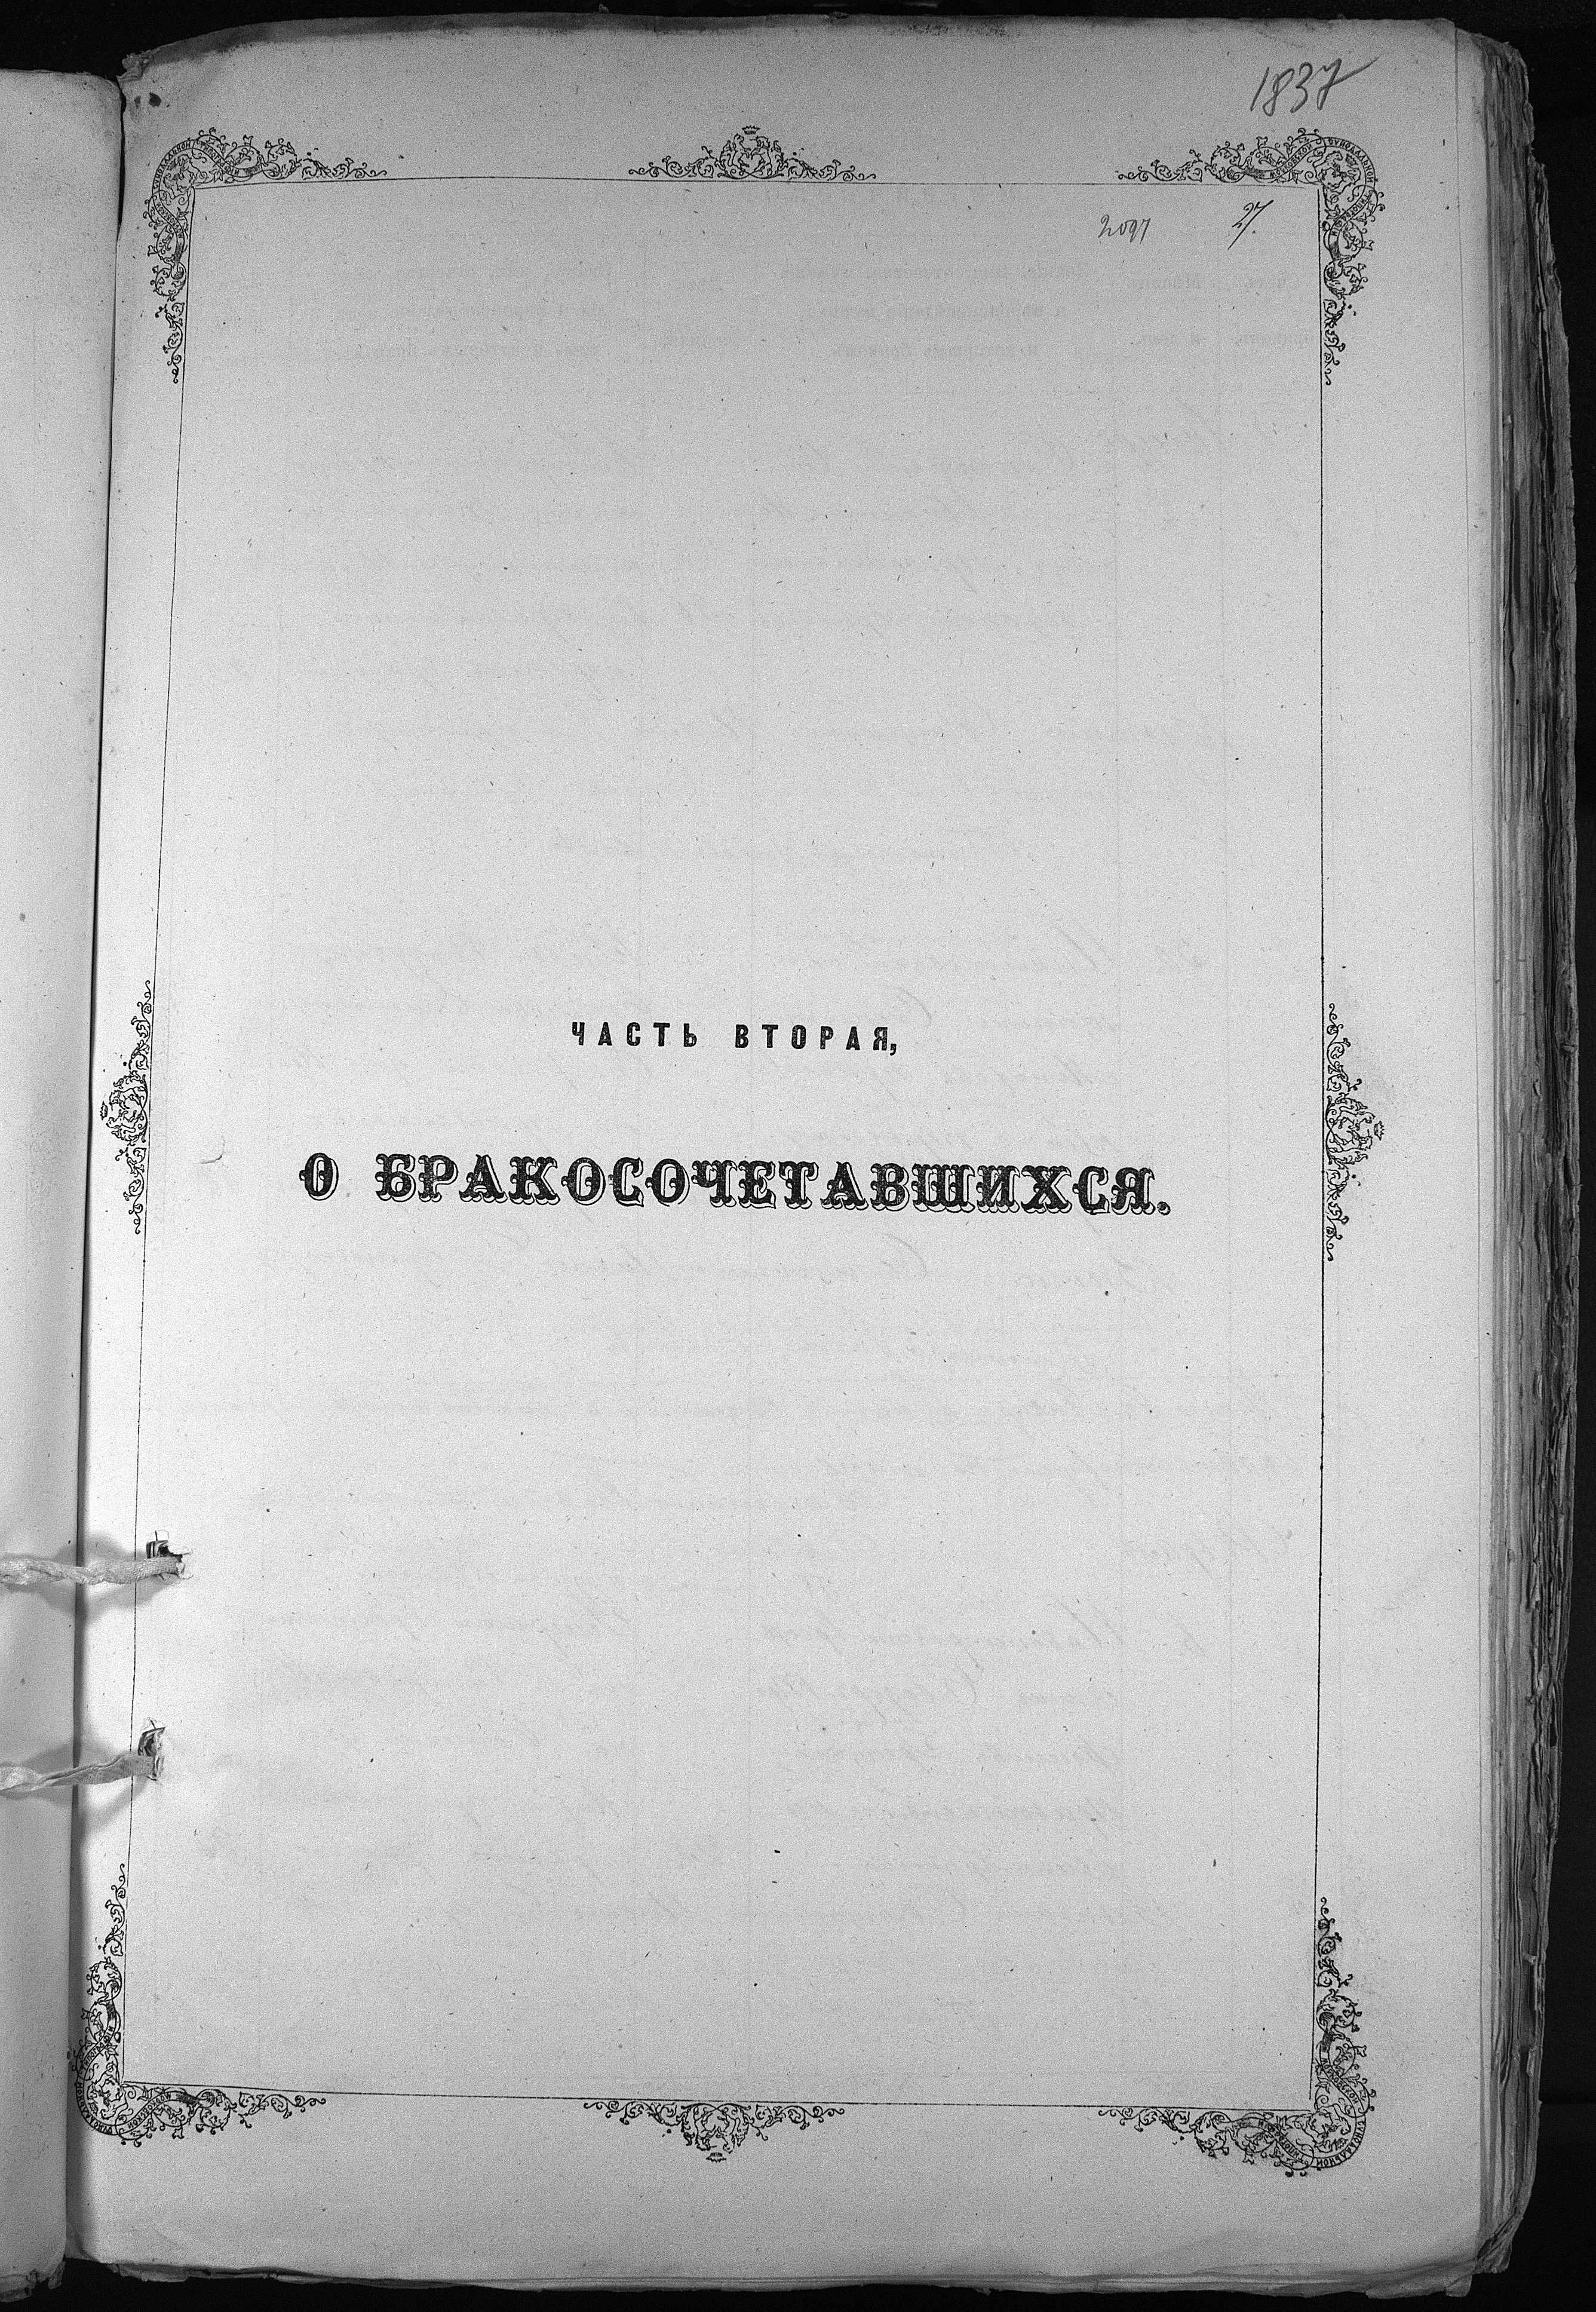 1837
2097 27.
ЧАСТЬ ВТОРАЯ,
О БРАКОСОЧЕТАВШИХСЯ.